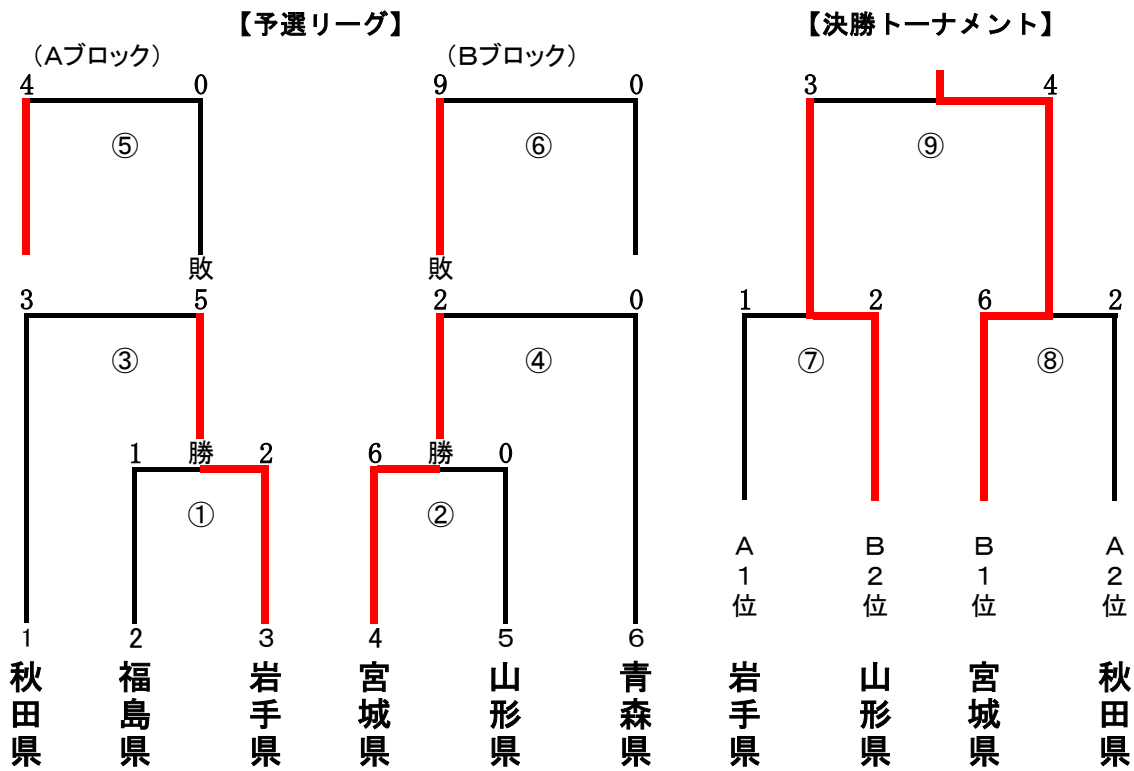 【予選リーグ】
【決勝トーナメント】
（Aブロック）
（Bブロック）
4 0 9 0 3 4
⑤ ⑥ ⑨
敗 敗
3 5 2 0 1 2 6 2
③ ④ ⑦ ⑧
1 勝 2 6 勝 0
① ②
A1位 B2位 B1位 A2位
1 2 3 4 5 6
秋田県 福島県 岩手県 宮城県 山形県 青森県 岩手県 山形県 宮城県 秋田県